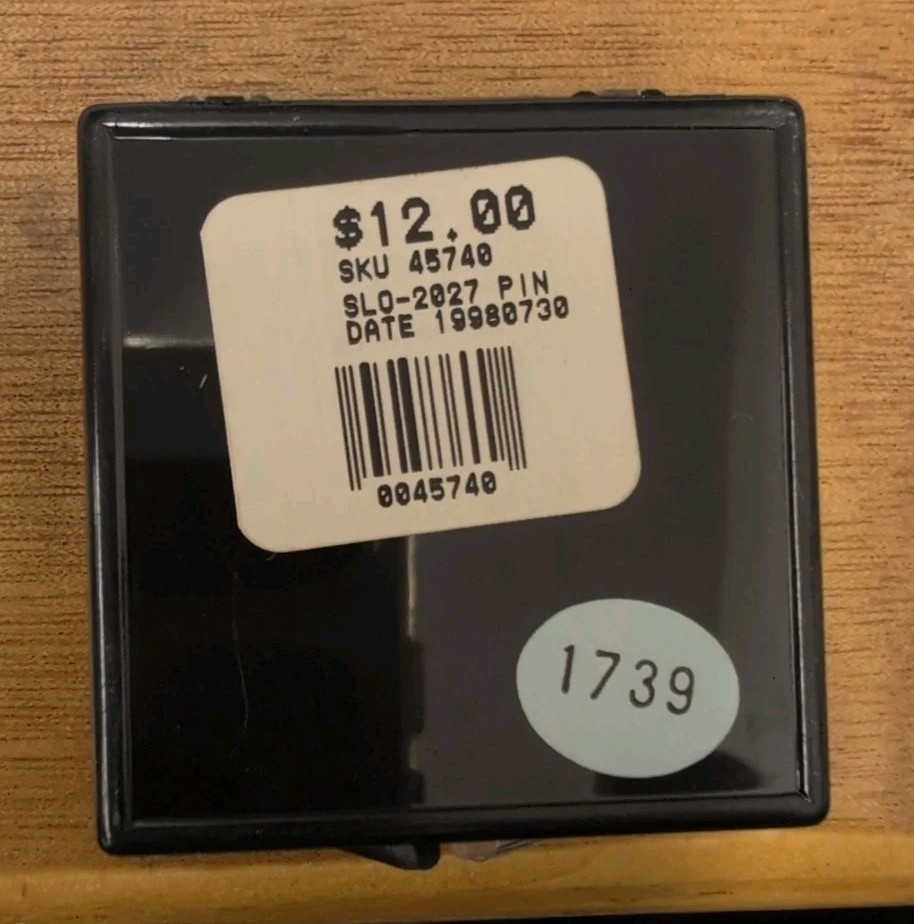 $12.00
SKU 45740
SLO-2027 PIN
DATE 19980730
0045740
1739